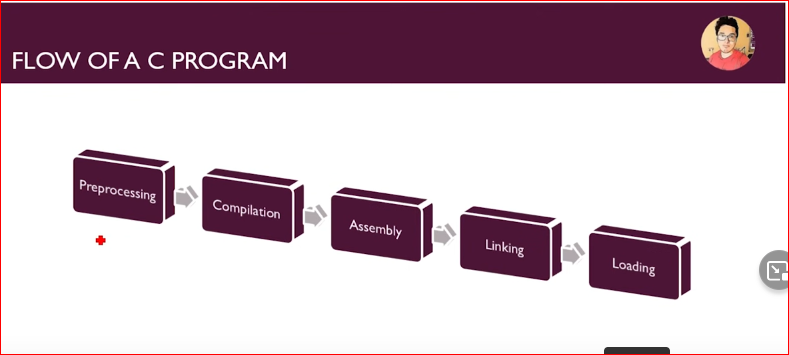 FLOW OF A C PROGRAM
Preprocessing
Compilation
Assembly
Linking
Loading